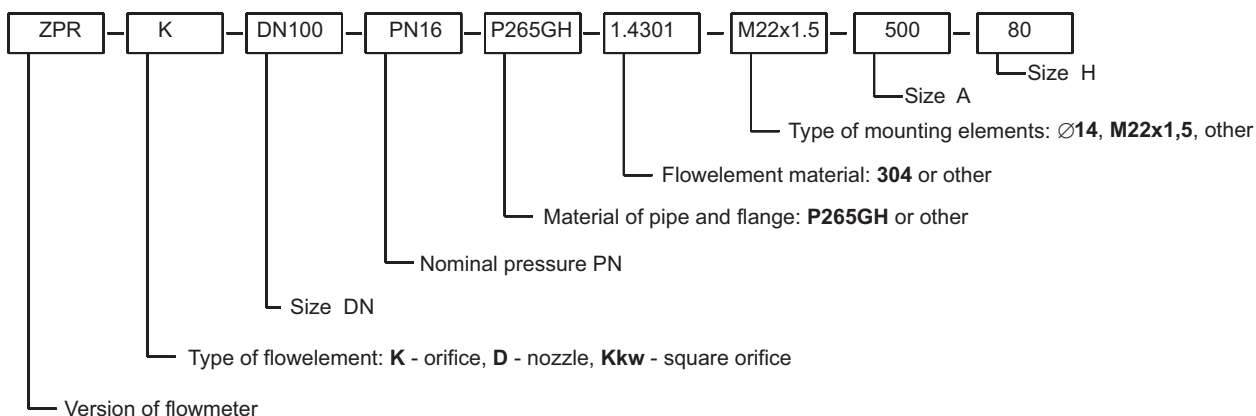 ZPR - K - DN100 - PN16 - P265GH - 1.4301 - M22x1.5 - 500 - 80
Size H
Size A
Type of mounting elements: ∅14, M22x1,5, other
Flowelement material: 304 or other
Material of pipe and flange: P265GH or other
Nominal pressure PN
Size DN
Type of flowelement: K - orifice, D - nozzle, Kkw - square orifice
Version of flowmeter